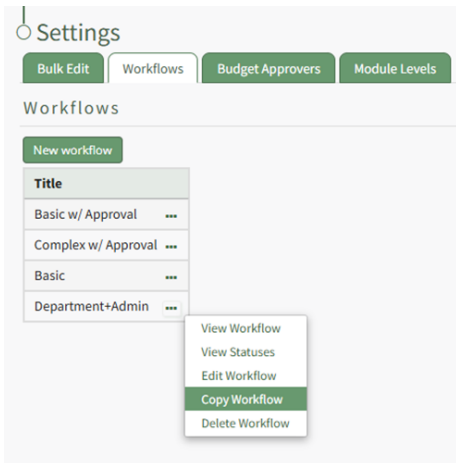 Settings
Bulk Edit Workflows Budget Approvers Module Levels
Workflows
New workflow
Title
Basic w/ Approval
Complex w/ Approval
Basic
Department+Admin
View Workflow
View Statuses
Edit Workflow
Copy Workflow
Delete Workflow